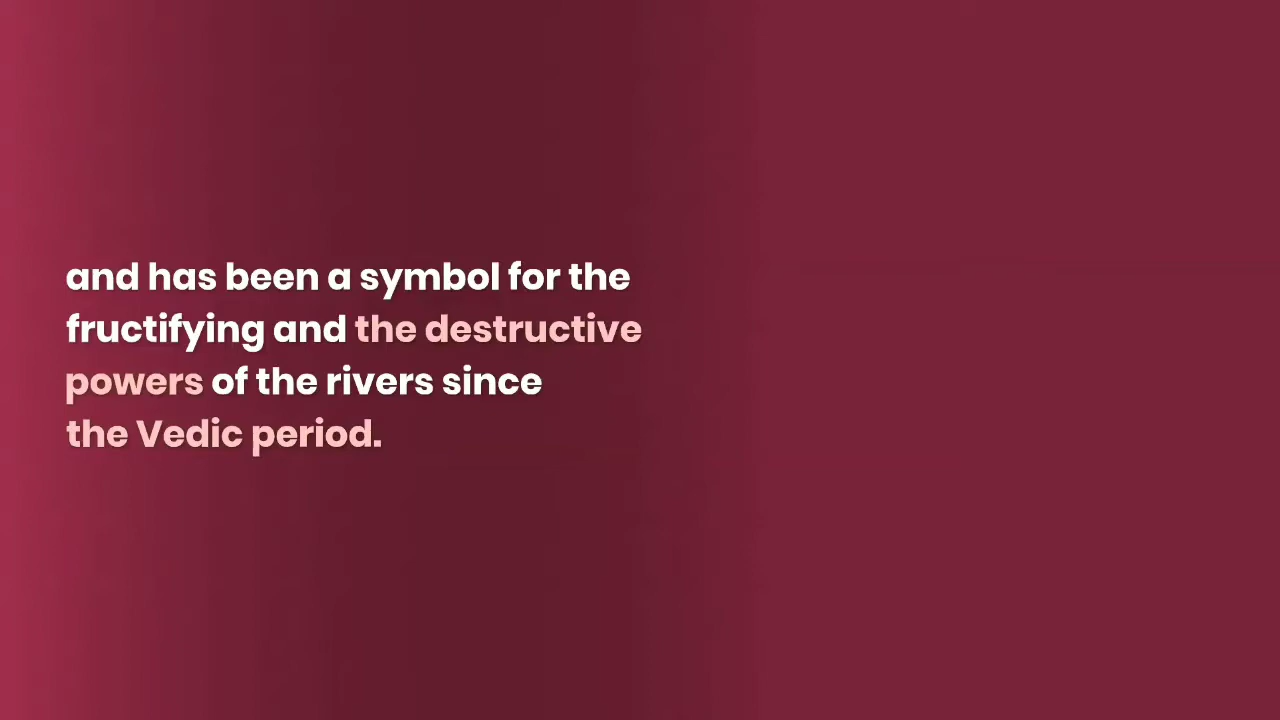 and has been a symbol for the
fructifying and the destructive
powers of the rivers since
the Vedic period.